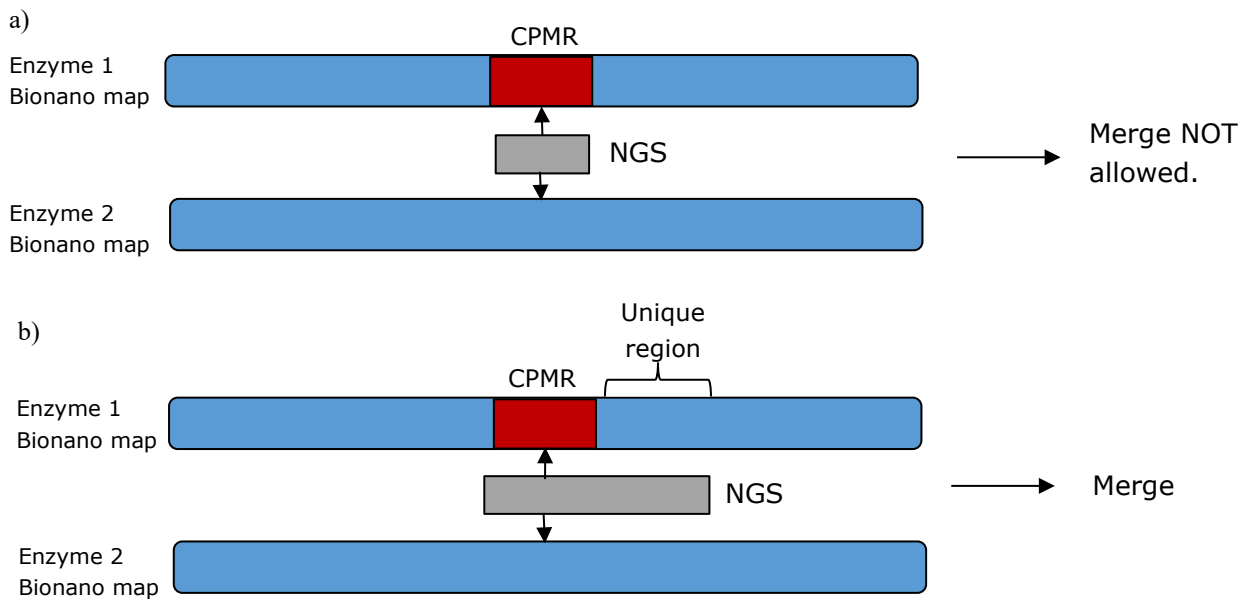 a)
CPMR
Enzyme 1
Bionano map
NGS
Merge NOT
allowed.
Enzyme 2
Bionano map
b)
Unique
region
CPMR
Enzyme 1
Bionano map
NGS
Merge
Enzyme 2
Bionano map